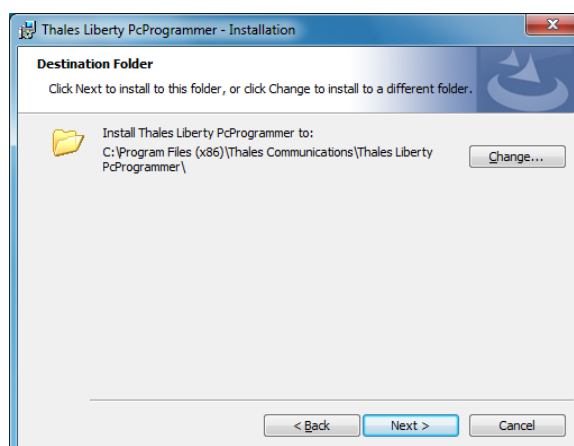 Thales Liberty PcProgrammer - Installation
Destination Folder
Click Next to install to this folder, or click Change to install to a different folder.
Install Thales Liberty PcProgrammer to:
C:\Program Files (x86)\Thales Communications\Thales Liberty
PcProgrammer\
Change...
< Back
Next >
Cancel